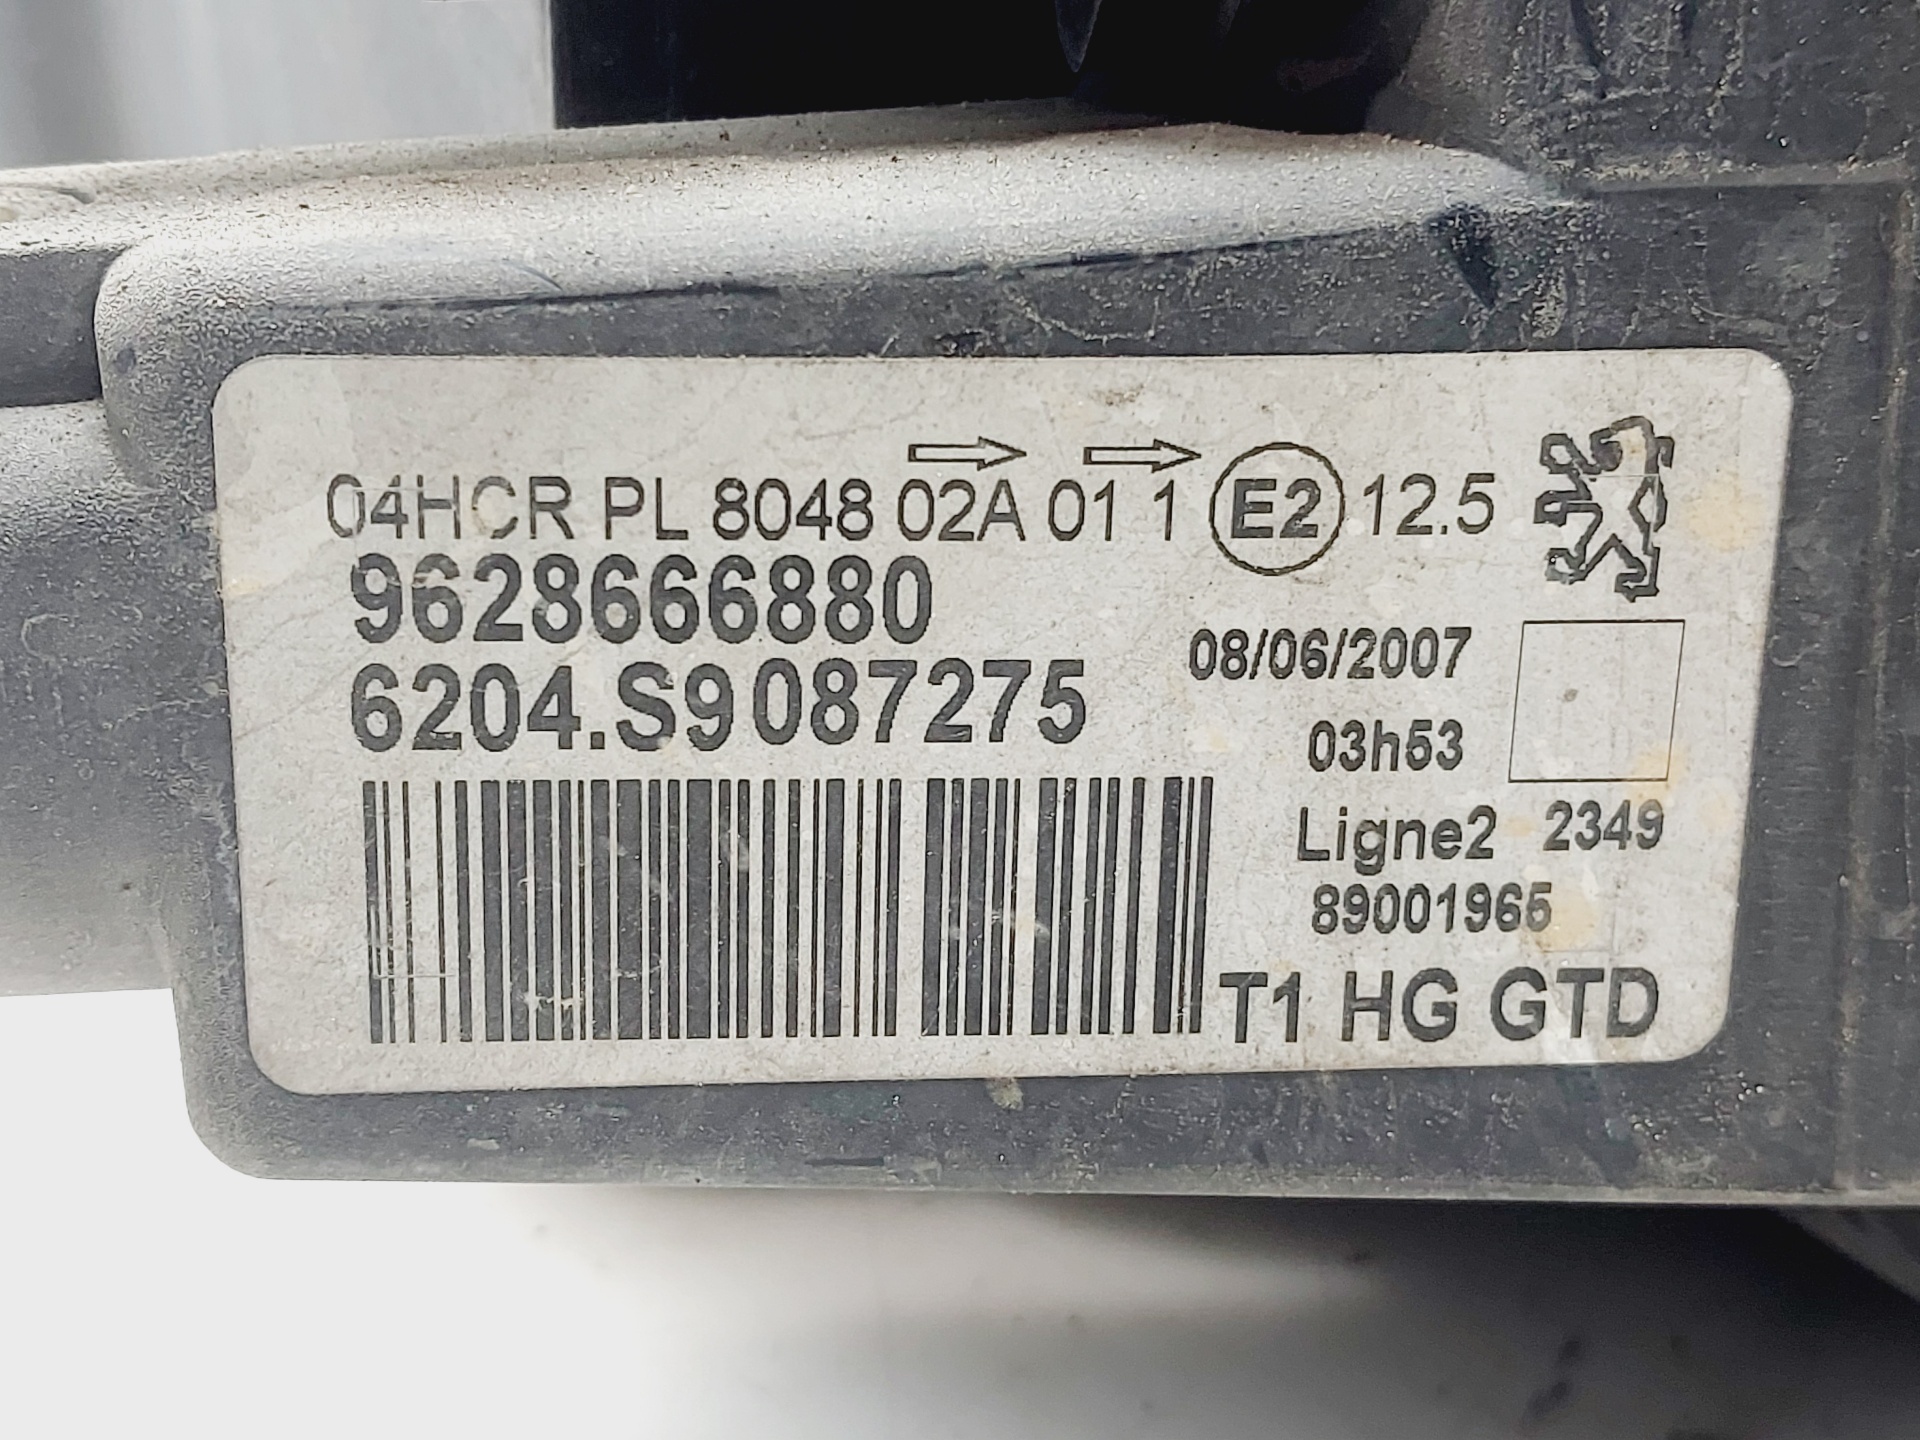 04HCR PL 8048 02A 01 1 E2 12.5
9628666880
6204.S9087275
08/06/2007
03h53
Ligne2 2349
89001965
T1 HG GTD